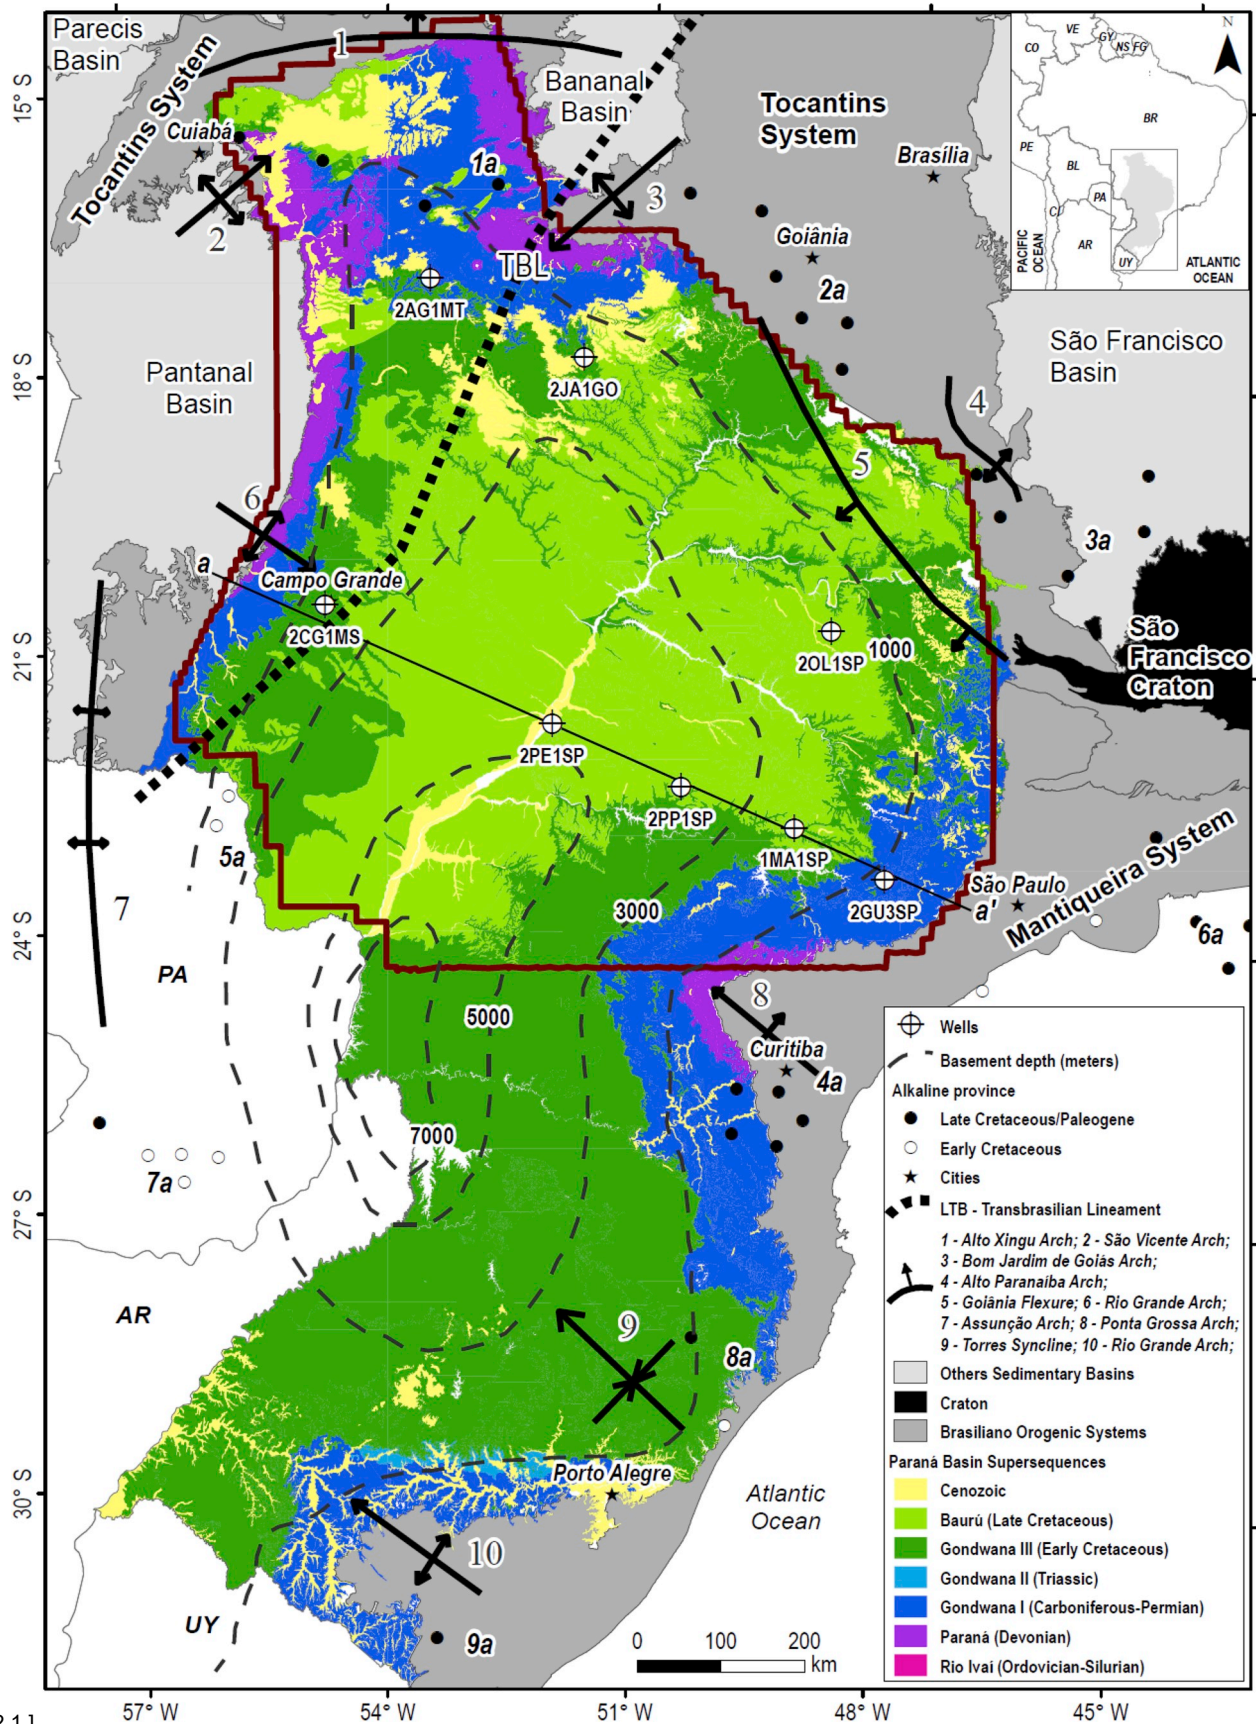 Parecis
Basin
1
Tocantins System
Cuiabá
2
Bananal
Basin
1a
3
TBL
Tocantins
System
Brasília
Goiânia
2a
N
CO
VE
GY
NS
FG
BR
PE
BL
PA
AR
UY
PACIFIC
OCEAN
ATLANTIC
OCEAN
15° S
18° S
21° S
24° S
27° S
30° S
2AG1MT
2JA1GO
Pantanal
Basin
São Francisco
Basin
4
5
6
a
Campo Grande
2CG1MS
3a
São
Francisco
Craton
2OL1SP
1000
2PE1SP
2PP1SP
1MA1SP
2GU3SP
São Paulo
a'
Mantiqueira System
5a
7
3000
6a
PA
5000
8
Curitiba
4a
7000
7a
AR
9
8a
Porto Alegre
Atlantic
Ocean
10
UY
9a
0 100 200
km
Wells
Basement depth (meters)
Alkaline province
Late Cretaceous/Paleogene
Early Cretaceous
Cities
LTB - Transbrasilian Lineament
1 - Alto Xingu Arch; 2 - São Vicente Arch;
3 - Bom Jardim de Goiás Arch;
4 - Alto Paranaíba Arch;
5 - Goiânia Flexure; 6 - Rio Grande Arch;
7 - Assunção Arch; 8 - Ponta Grossa Arch;
9 - Torres Syncline; 10 - Rio Grande Arch;
Others Sedimentary Basins
Craton
Brasiliano Orogenic Systems
Paraná Basin Supersequences
Cenozoic
Baurú (Late Cretaceous)
Gondwana III (Early Cretaceous)
Gondwana II (Triassic)
Gondwana I (Carboniferous-Permian)
Paraná (Devonian)
Rio Ivaí (Ordovician-Silurian)
57° W
54° W
51° W
48° W
45° W